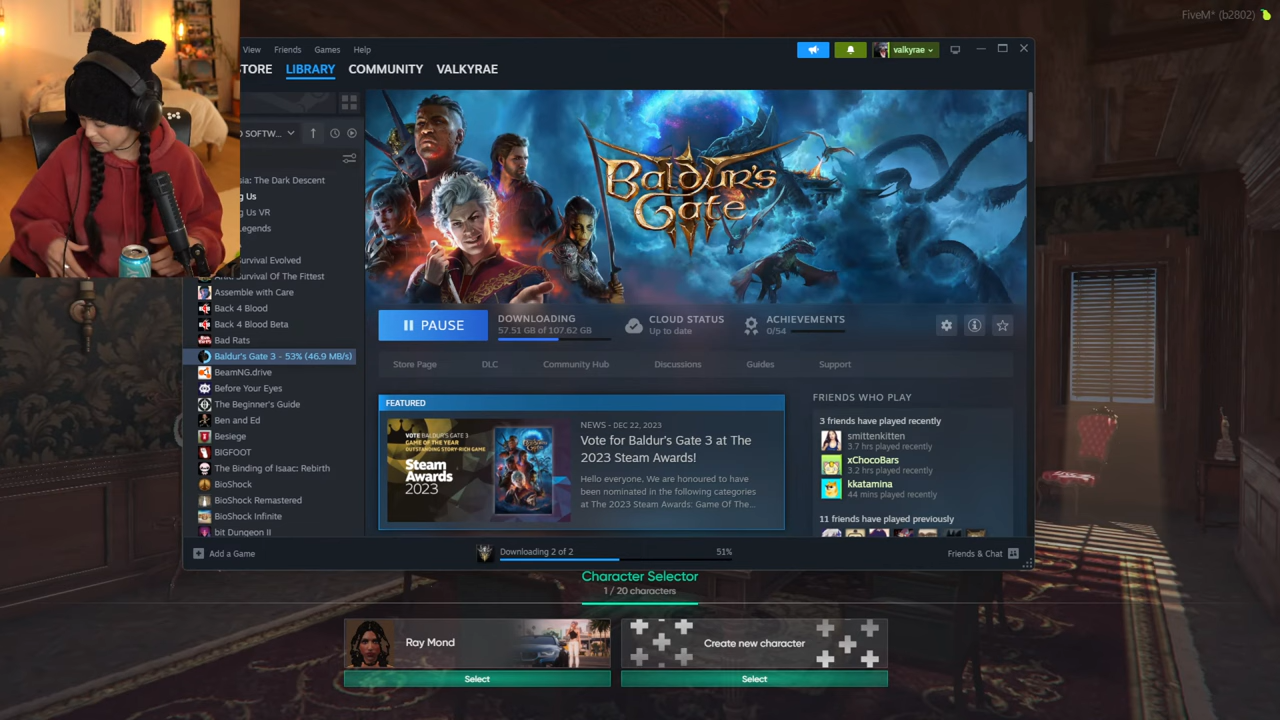 FiveM* (b2802)
View Friends Games Help
valkyrae
STORE LIBRARY COMMUNITY VALKYRAE
SOFTW...
sia: The Dark Descent
g Us
g Us VR
Legends
Survival Evolved
Survival Of The Fittest
Assemble with Care
Back 4 Blood
Back 4 Blood Beta
Bad Rats
Baldur's Gate 3 - 53% (46.9 MB/s)
BeamNG.drive
Before Your Eyes
The Beginner's Guide
Ben and Ed
Besiege
BIGFOOT
The Binding of Isaac: Rebirth
BioShock
BioShock Remastered
BioShock Infinite
bit Dungeon II
Baldur's
Gate
PAUSE
DOWNLOADING
57.51 GB of 107.62 GB
CLOUD STATUS
Up to date
ACHIEVEMENTS
0/54
Store Page DLC Community Hub Discussions Guides Support
FEATURED
VOTE BALDUR'S GATE 3
GAME OF THE YEAR
OUTSTANDING STORY-RICH GAME
Steam
Awards
2023
NEWS - DEC 22, 2023
Vote for Baldur's Gate 3 at The
2023 Steam Awards!
Hello everyone, We are honoured to have
been nominated in the following categories
at The 2023 Steam Awards: Game Of The...
FRIENDS WHO PLAY
3 friends have played recently
smittenkitten
3.7 hrs played recently
xChocoBars
3.2 hrs played recently
kkatamina
44 mins played recently
11 friends have played previously
Add a Game
Downloading 2 of 2 51%
Friends & Chat
Character Selector
1 / 20 characters
Ray Mond
Select
Create new character
Select